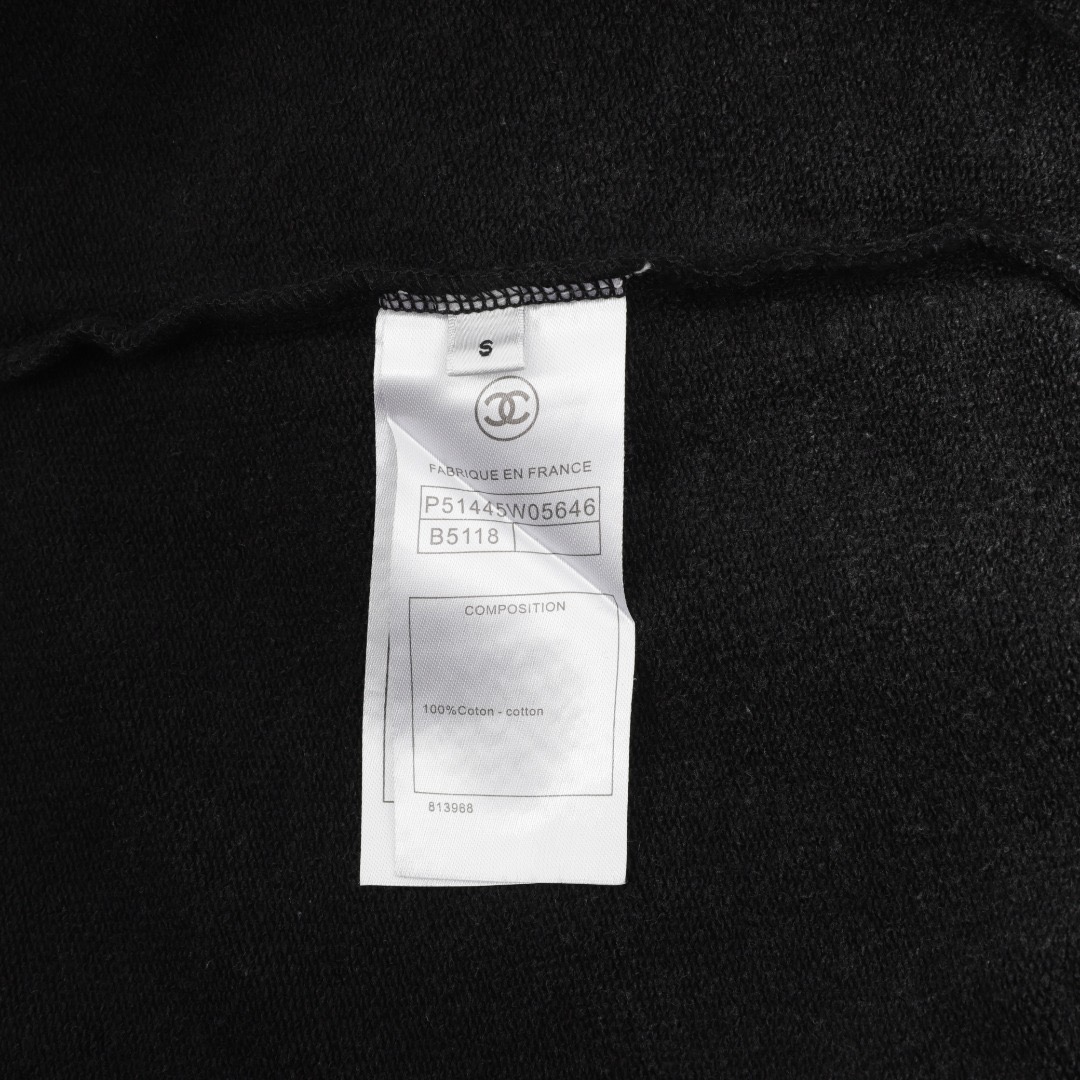 S
FABRIQUE EN FRANCE
P51445W05646
B5118
COMPOSITION
100%Coton - cotton
813968